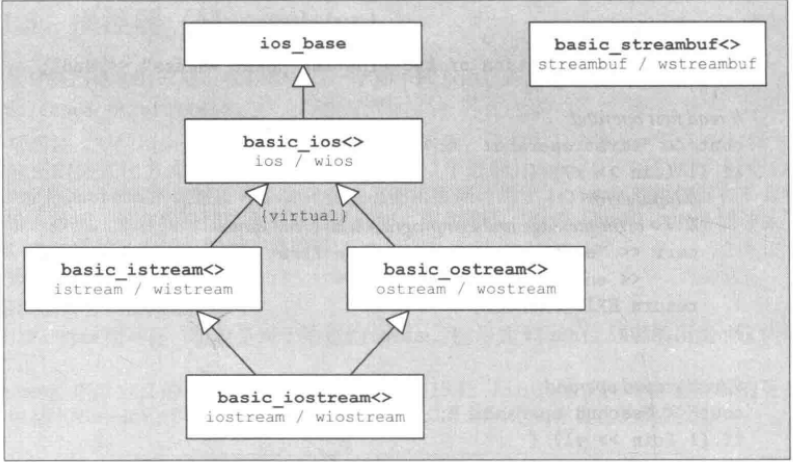 ios_base
basic_streambuf<>
streambuf / wstreambuf
basic_ios<>
ios / wios
{virtual}
basic_istream<>
istream / wistream
basic_ostream<>
ostream / wostream
basic_iostream<>
iostream / wiostream